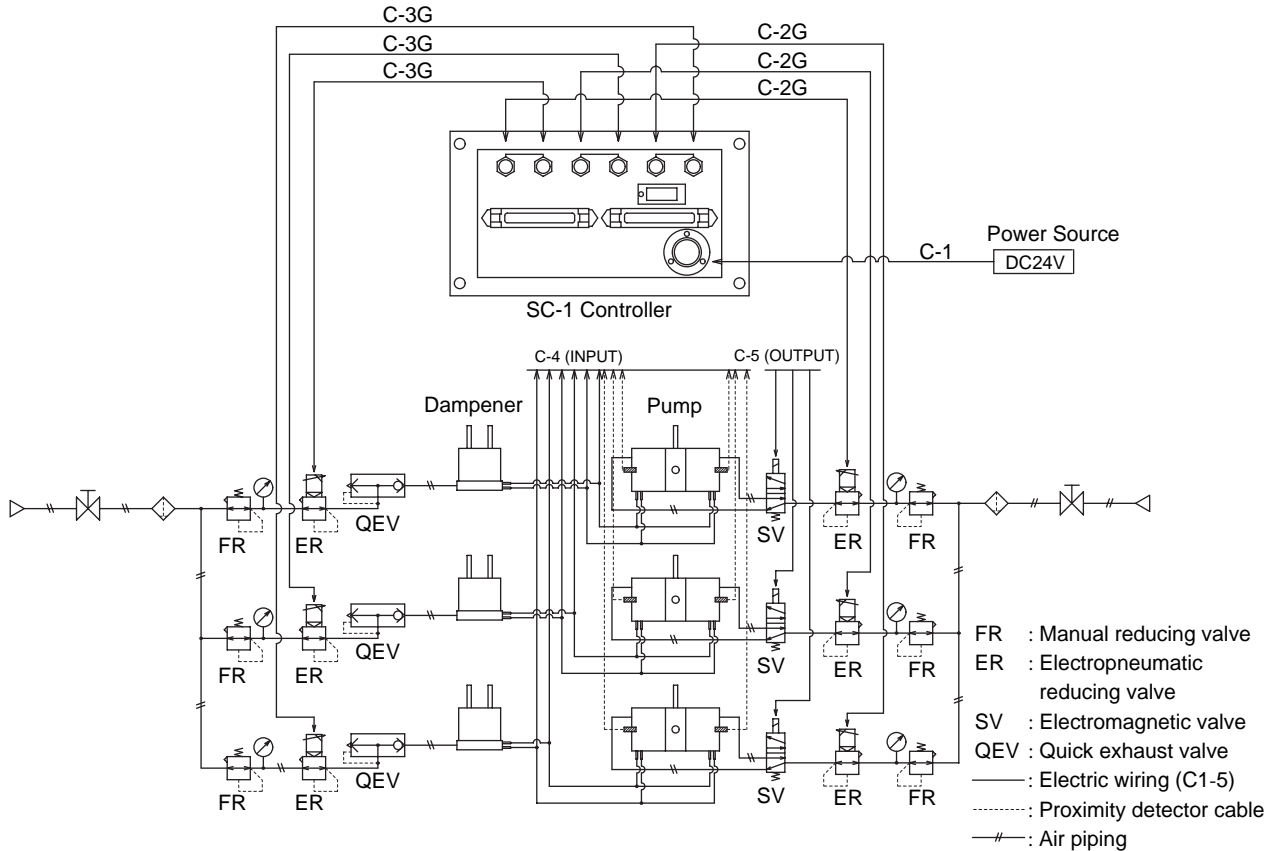 C-3G
C-2G
C-3G
C-2G
C-3G
C-2G
Power Source
C-1
DC24V
SC-1 Controller
C-4 (INPUT)
C-5 (OUTPUT)
Dampener
Pump
FR
ER
QEV
SV
ER
FR
FR
ER
QEV
SV
ER
FR
FR
ER
QEV
SV
ER
FR
FR : Manual reducing valve
ER : Electropneumatic
reducing valve
SV : Electromagnetic valve
QEV : Quick exhaust valve
: Electric wiring (C1-5)
: Proximity detector cable
: Air piping